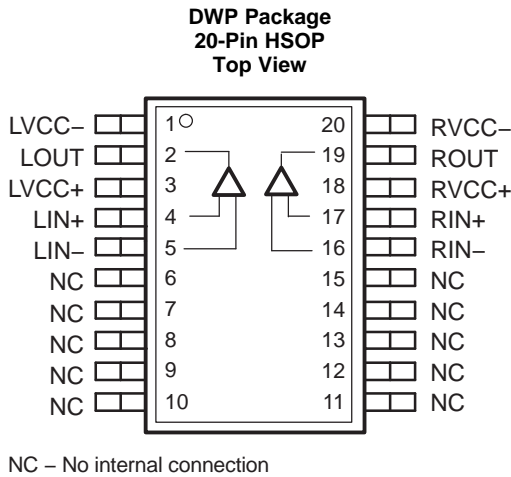 DWP Package
20-Pin HSOP
Top View
LVCC– 1 20 RVCC–
LOUT 2 19 ROUT
LVCC+ 3 18 RVCC+
LIN+ 4 17 RIN+
LIN– 5 16 RIN–
NC 6 15 NC
NC 7 14 NC
NC 8 13 NC
NC 9 12 NC
NC 10 11 NC
NC – No internal connection